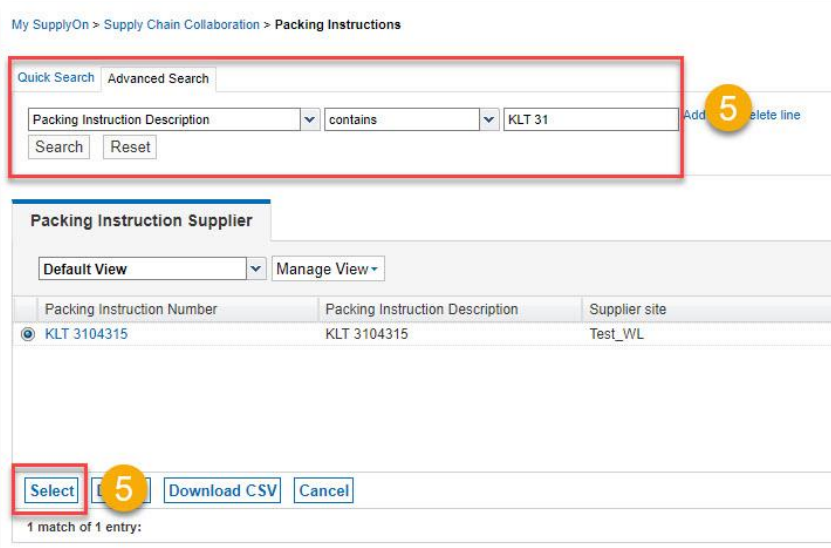 My SupplyOn > Supply Chain Collaboration > Packing Instructions
Quick Search Advanced Search
Packing Instruction Description contains KLT 31 Add 5 elete line
Search Reset
Packing Instruction Supplier
Default View Manage View
Packing Instruction Number Packing Instruction Description Supplier site
KLT 3104315 KLT 3104315 Test_WL
Select 5 Download CSV Cancel
1 match of 1 entry: